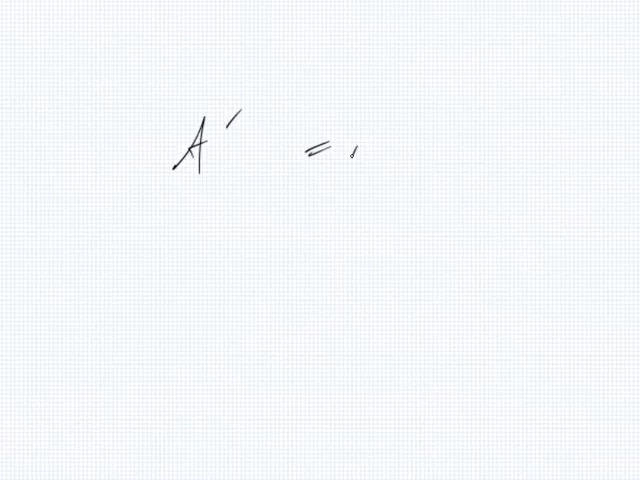 A' =